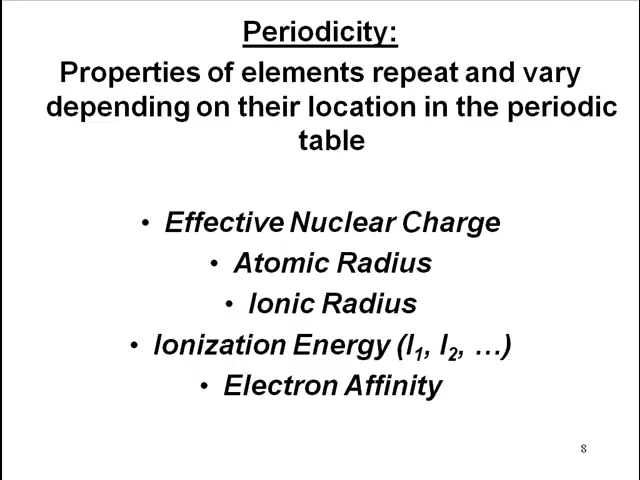 Periodicity:
Properties of elements repeat and vary
depending on their location in the periodic
table
• Effective Nuclear Charge
• Atomic Radius
• Ionic Radius
• Ionization Energy (I1, I2, …)
• Electron Affinity
8